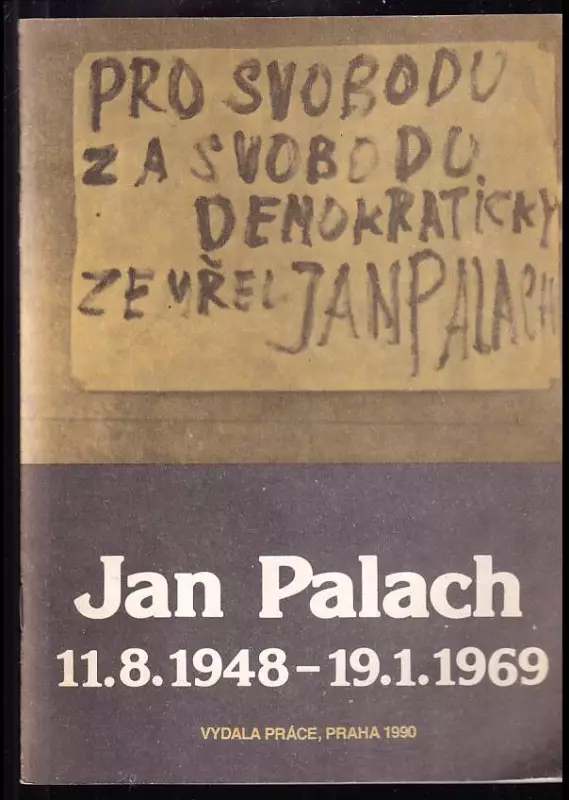 PRO SVOBODU
ZA SVOBODU
DEMOKRATICKY
ZEMŘEL JAN PALACH
Jan Palach
11.8.1948 – 19.1.1969
VYDALA PRÁCE, PRAHA 1990